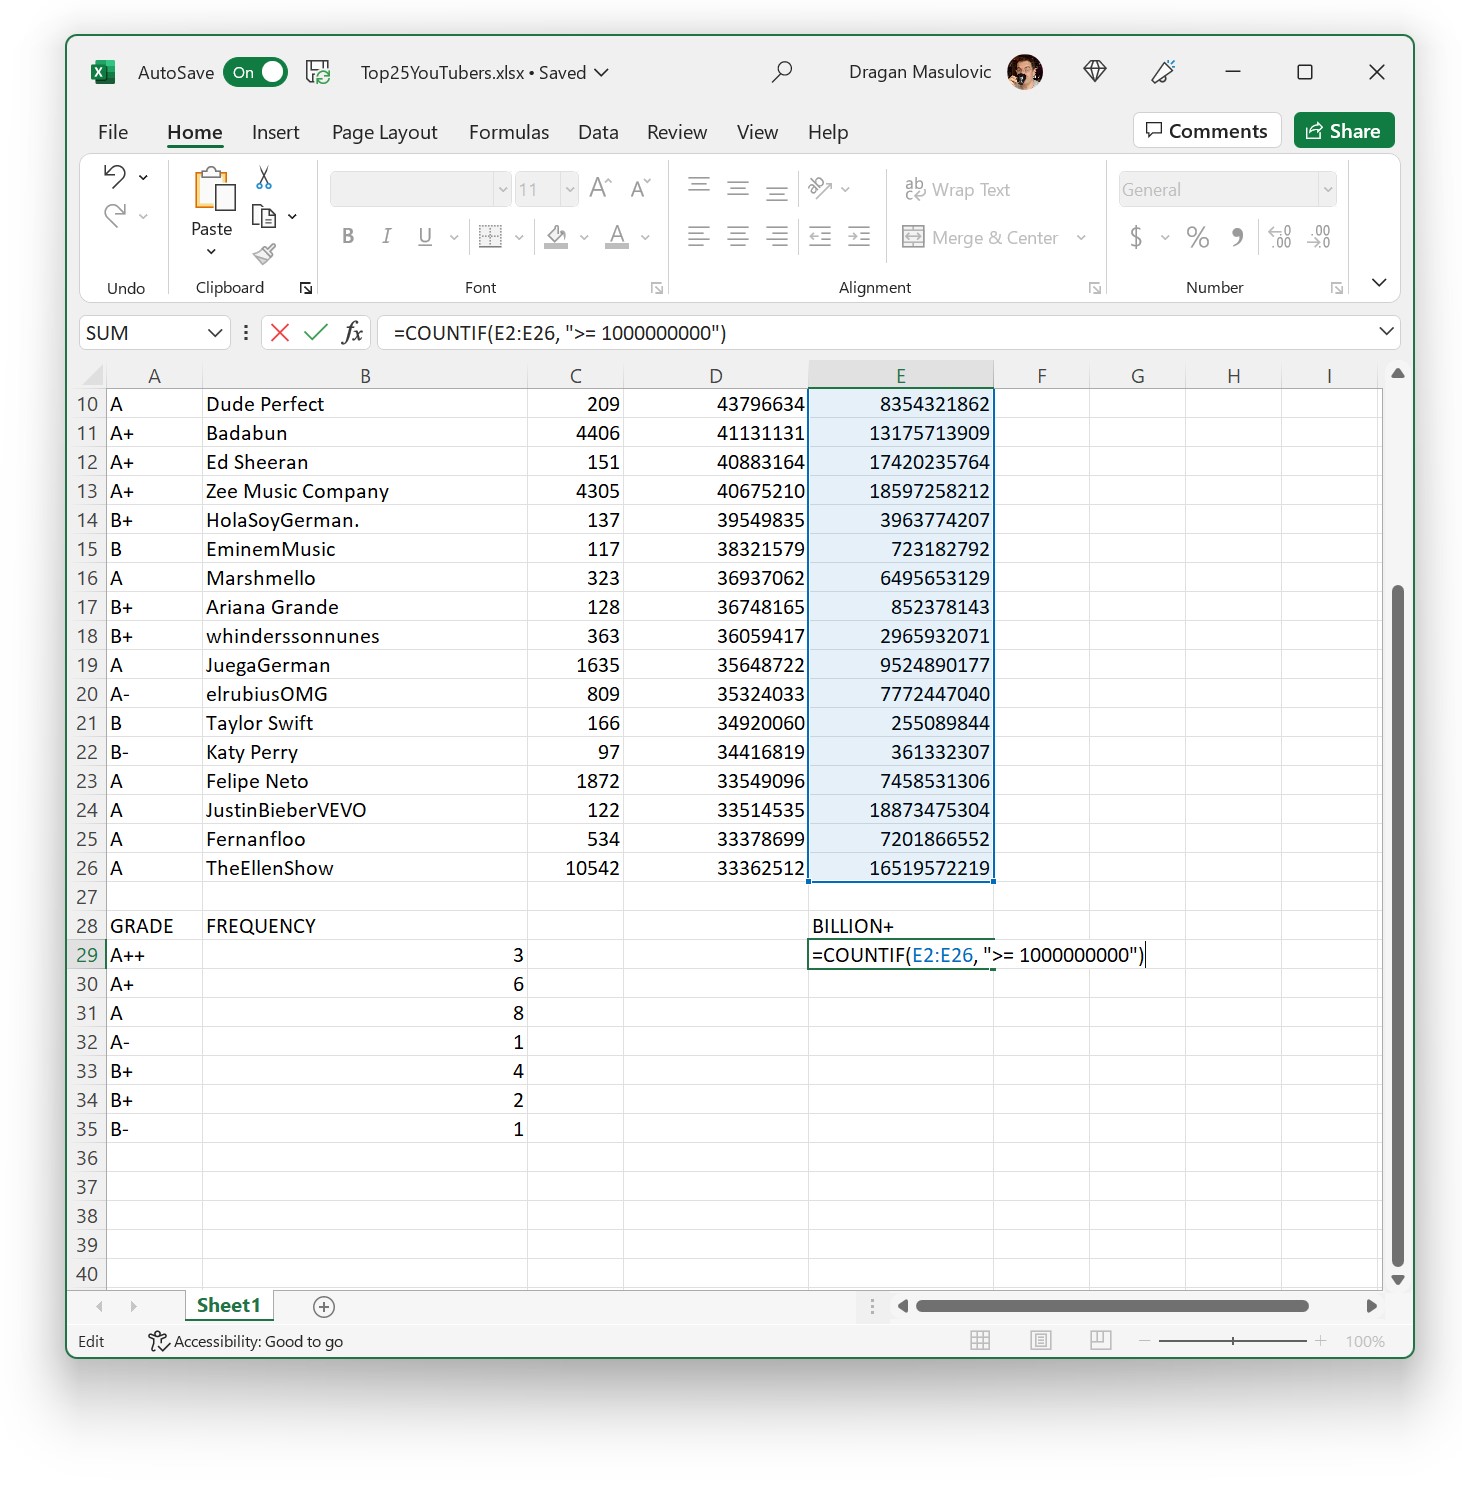 AutoSave On Top25YouTubers.xlsx • Saved Dragan Masulovic
File Home Insert Page Layout Formulas Data Review View Help Comments Share
Paste
11
Wrap Text
General
B I U A Merge & Center $ % 9 .00 .00
Undo Clipboard Font Alignment Number
SUM fx =COUNTIF(E2:E26, ">= 1000000000")
A B C D E F G H I
10 A Dude Perfect 209 43796634 8354321862
11 A+ Badabun 4406 41131131 13175713909
12 A+ Ed Sheeran 151 40883164 17420235764
13 A+ Zee Music Company 4305 40675210 18597258212
14 B+ HolaSoyGerman. 137 39549835 3963774207
15 B EminemMusic 117 38321579 723182792
16 A Marshmello 323 36937062 6495653129
17 B+ Ariana Grande 128 36748165 852378143
18 B+ whinderssonnunes 363 36059417 2965932071
19 A JuegaGerman 1635 35648722 9524890177
20 A- elrubiusOMG 809 35324033 7772447040
21 B Taylor Swift 166 34920060 255089844
22 B- Katy Perry 97 34416819 361332307
23 A Felipe Neto 1872 33549096 7458531306
24 A JustinBieberVEVO 122 33514535 18873475304
25 A Fernanfloo 534 33378699 7201866552
26 A TheEllenShow 10542 33362512 16519572219
27
28 GRADE FREQUENCY BILLION+
29 A++ 3 =COUNTIF(E2:E26, ">= 1000000000")
30 A+ 6
31 A 8
32 A- 1
33 B+ 4
34 B+ 2
35 B- 1
36
37
38
39
40
Sheet1
Edit Accessibility: Good to go 100%